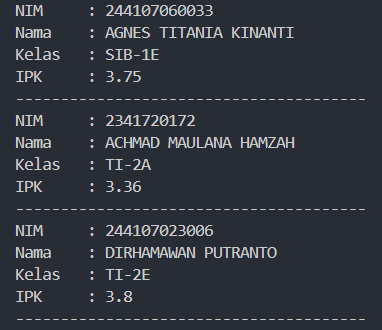 NIM     : 244107060033
Nama    : AGNES TITANIA KINANTI
Kelas   : SIB-1E
IPK     : 3.75
---------------------------------------
NIM     : 2341720172
Nama    : ACHMAD MAULANA HAMZAH
Kelas   : TI-2A
IPK     : 3.36
---------------------------------------
NIM     : 244107023006
Nama    : DIRHAMAWAN PUTRANTO
Kelas   : TI-2E
IPK     : 3.8
---------------------------------------